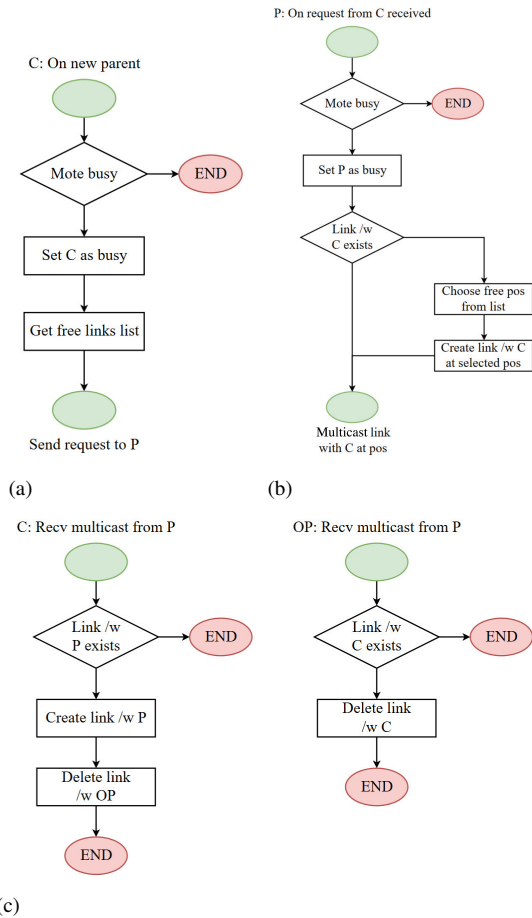 C: On new parent
Mote busy
END
Set C as busy
Get free links list
Send request to P
(a)
P: On request from C received
Mote busy
END
Set P as busy
Link /w
C exists
Choose free pos
from list
Create link /w C
at selected pos
Multicast link
with C at pos
(b)
C: Recv multicast from P
Link /w
P exists
END
Create link /w P
Delete link
/w OP
END
OP: Recv multicast from P
Link /w
C exists
END
Delete link
/w C
END
(c)